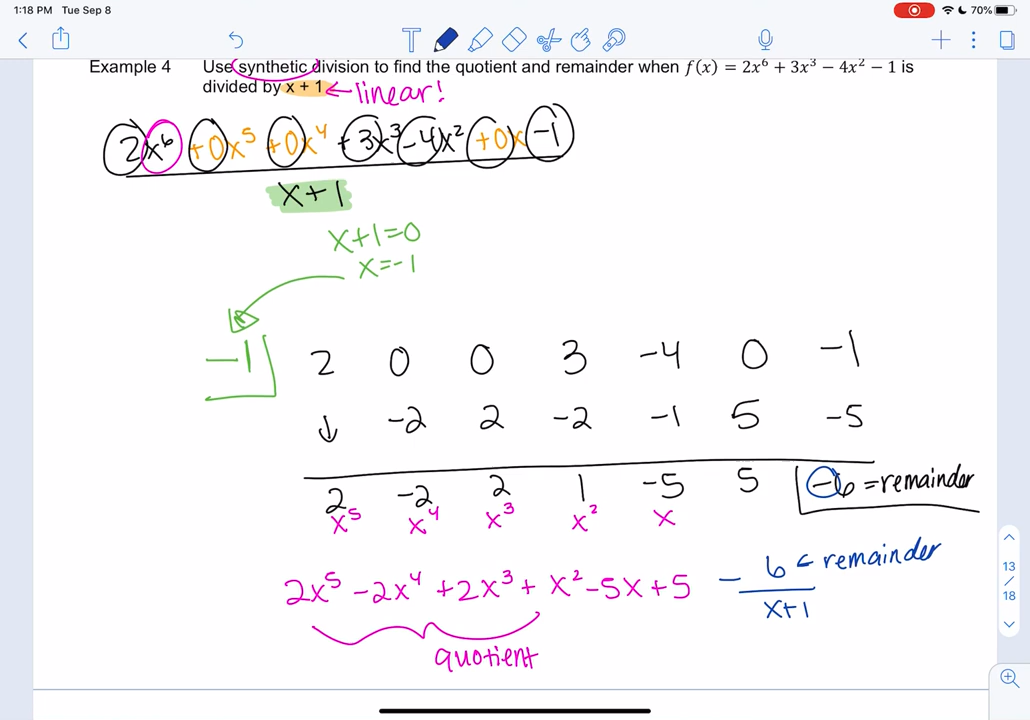 1:18 PM Tue Sep 8
70%
Example 4 Use synthetic division to find the quotient and remainder when f(x) = 2x⁶ + 3x³ − 4x² − 1 is
divided by x + 1 ← linear!
2x⁶ +0x⁵ +0x⁴ +3x³ -4x² +0x -1
x+1
x+1=0
x=-1
-1 2 0 0 3 -4 0 -1
↓ -2 2 -2 -1 5 -5
2 -2 2 1 -5 5 -6 = remainder
x⁵ x⁴ x³ x² x
2x⁵ -2x⁴ +2x³ + x² -5x +5 - 6 ← remainder
x+1
quotient
13
/
18